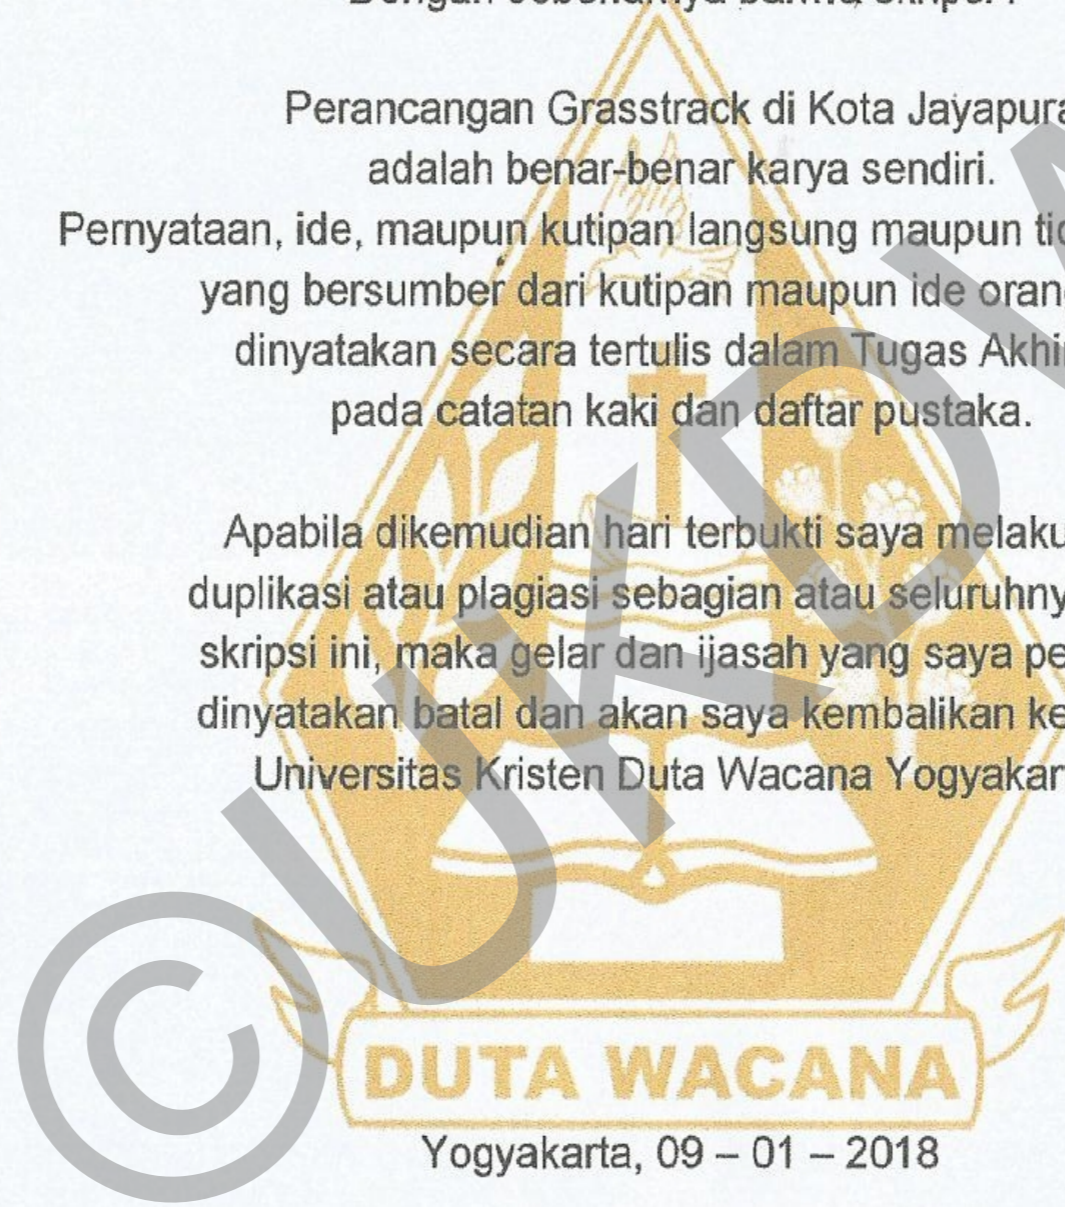 Perancangan Grasstrack di Kota Jayapura
adalah benar-benar karya sendiri.
Pernyataan, ide, maupun kutipan langsung maupun
yang bersumber dari kutipan maupun ide
dinyatakan secara tertulis dalam Tugas
pada catatan kaki dan daftar pustaka.
Apabila dikemudian hari terbukti saya
duplikasi atau plagiasi sebagian atau
skripsi ini, maka gelar dan ijasah yang saya
dinyatakan batal dan akan saya kembalikan
Universitas Kristen Duta Wacana
DUTA WACANA
Yogyakarta, 09 – 01 – 2018